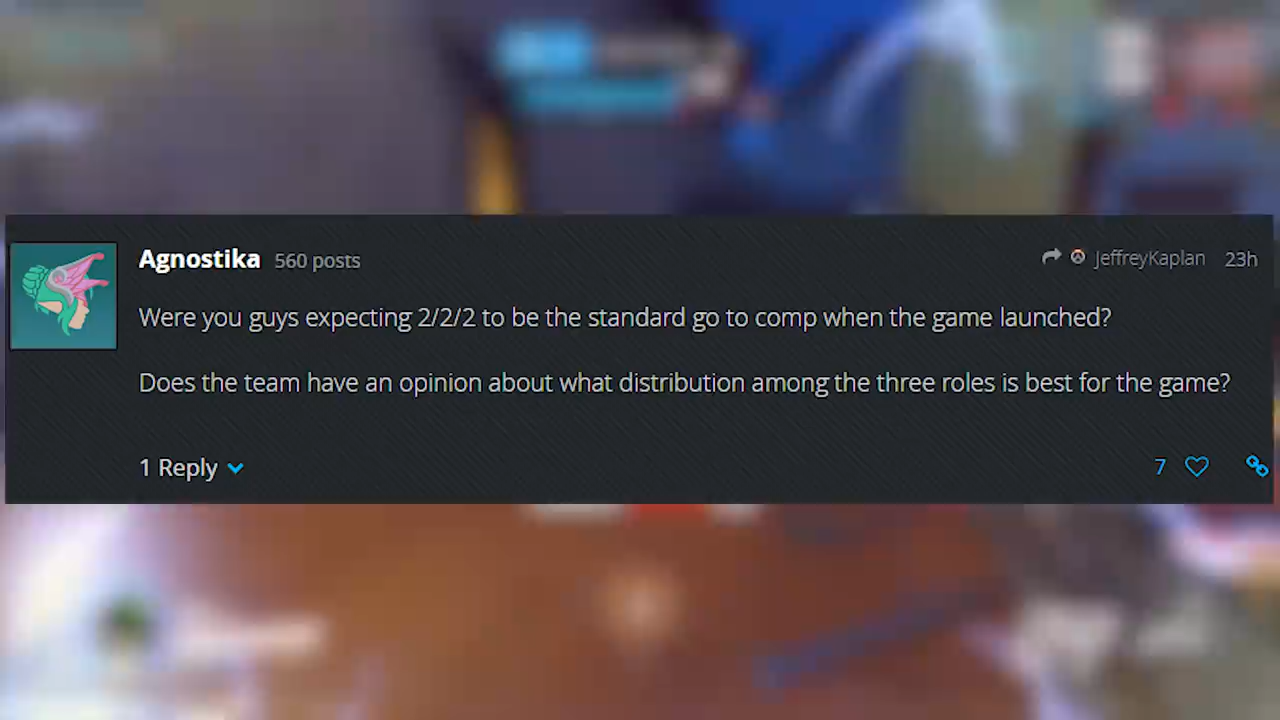 Agnostika 560 posts JeffreyKaplan 23h
Were you guys expecting 2/2/2 to be the standard go to comp when the game launched?
Does the team have an opinion about what distribution among the three roles is best for the game?
1 Reply 7